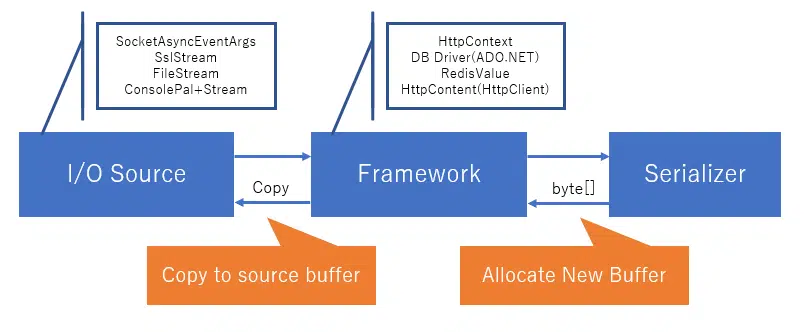 SocketAsyncEventArgs
SslStream
FileStream
ConsolePal+Stream
HttpContext
DB Driver(ADO.NET)
RedisValue
HttpContent(HttpClient)
I/O Source
Copy
Framework
byte[]
Serializer
Copy to source buffer
Allocate New Buffer